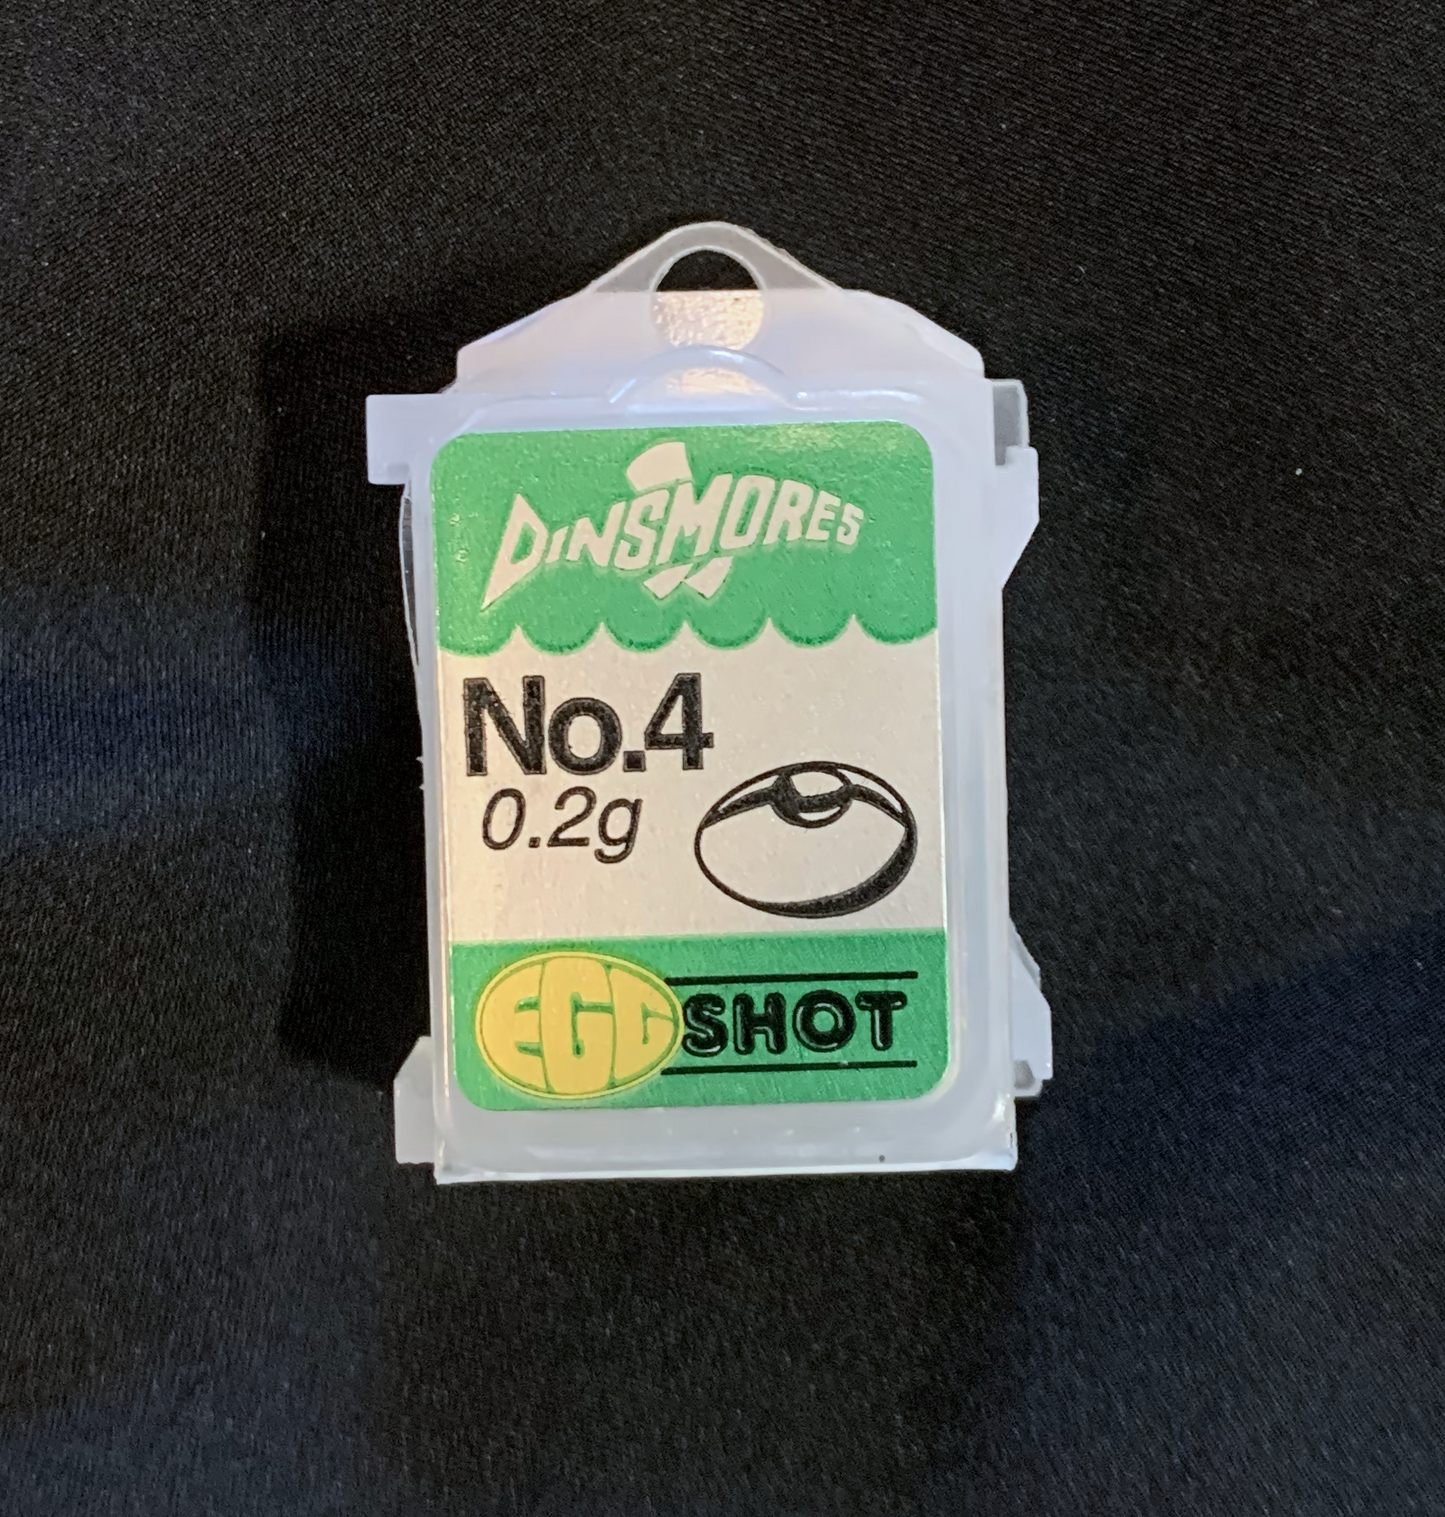 DINSMORES
No.4
0.2g
EGG SHOT